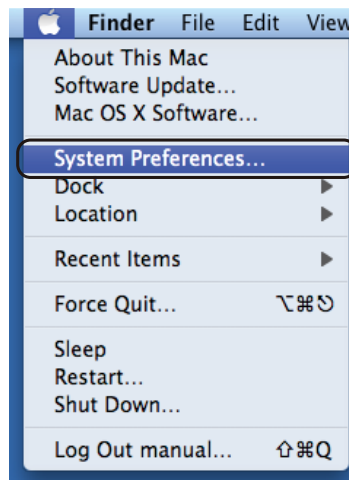 Finder File Edit View
About This Mac
Software Update...
Mac OS X Software...
System Preferences...
Dock
Location
Recent Items
Force Quit... ⌥⌘⎋
Sleep
Restart...
Shut Down...
Log Out manual... ⇧⌘Q